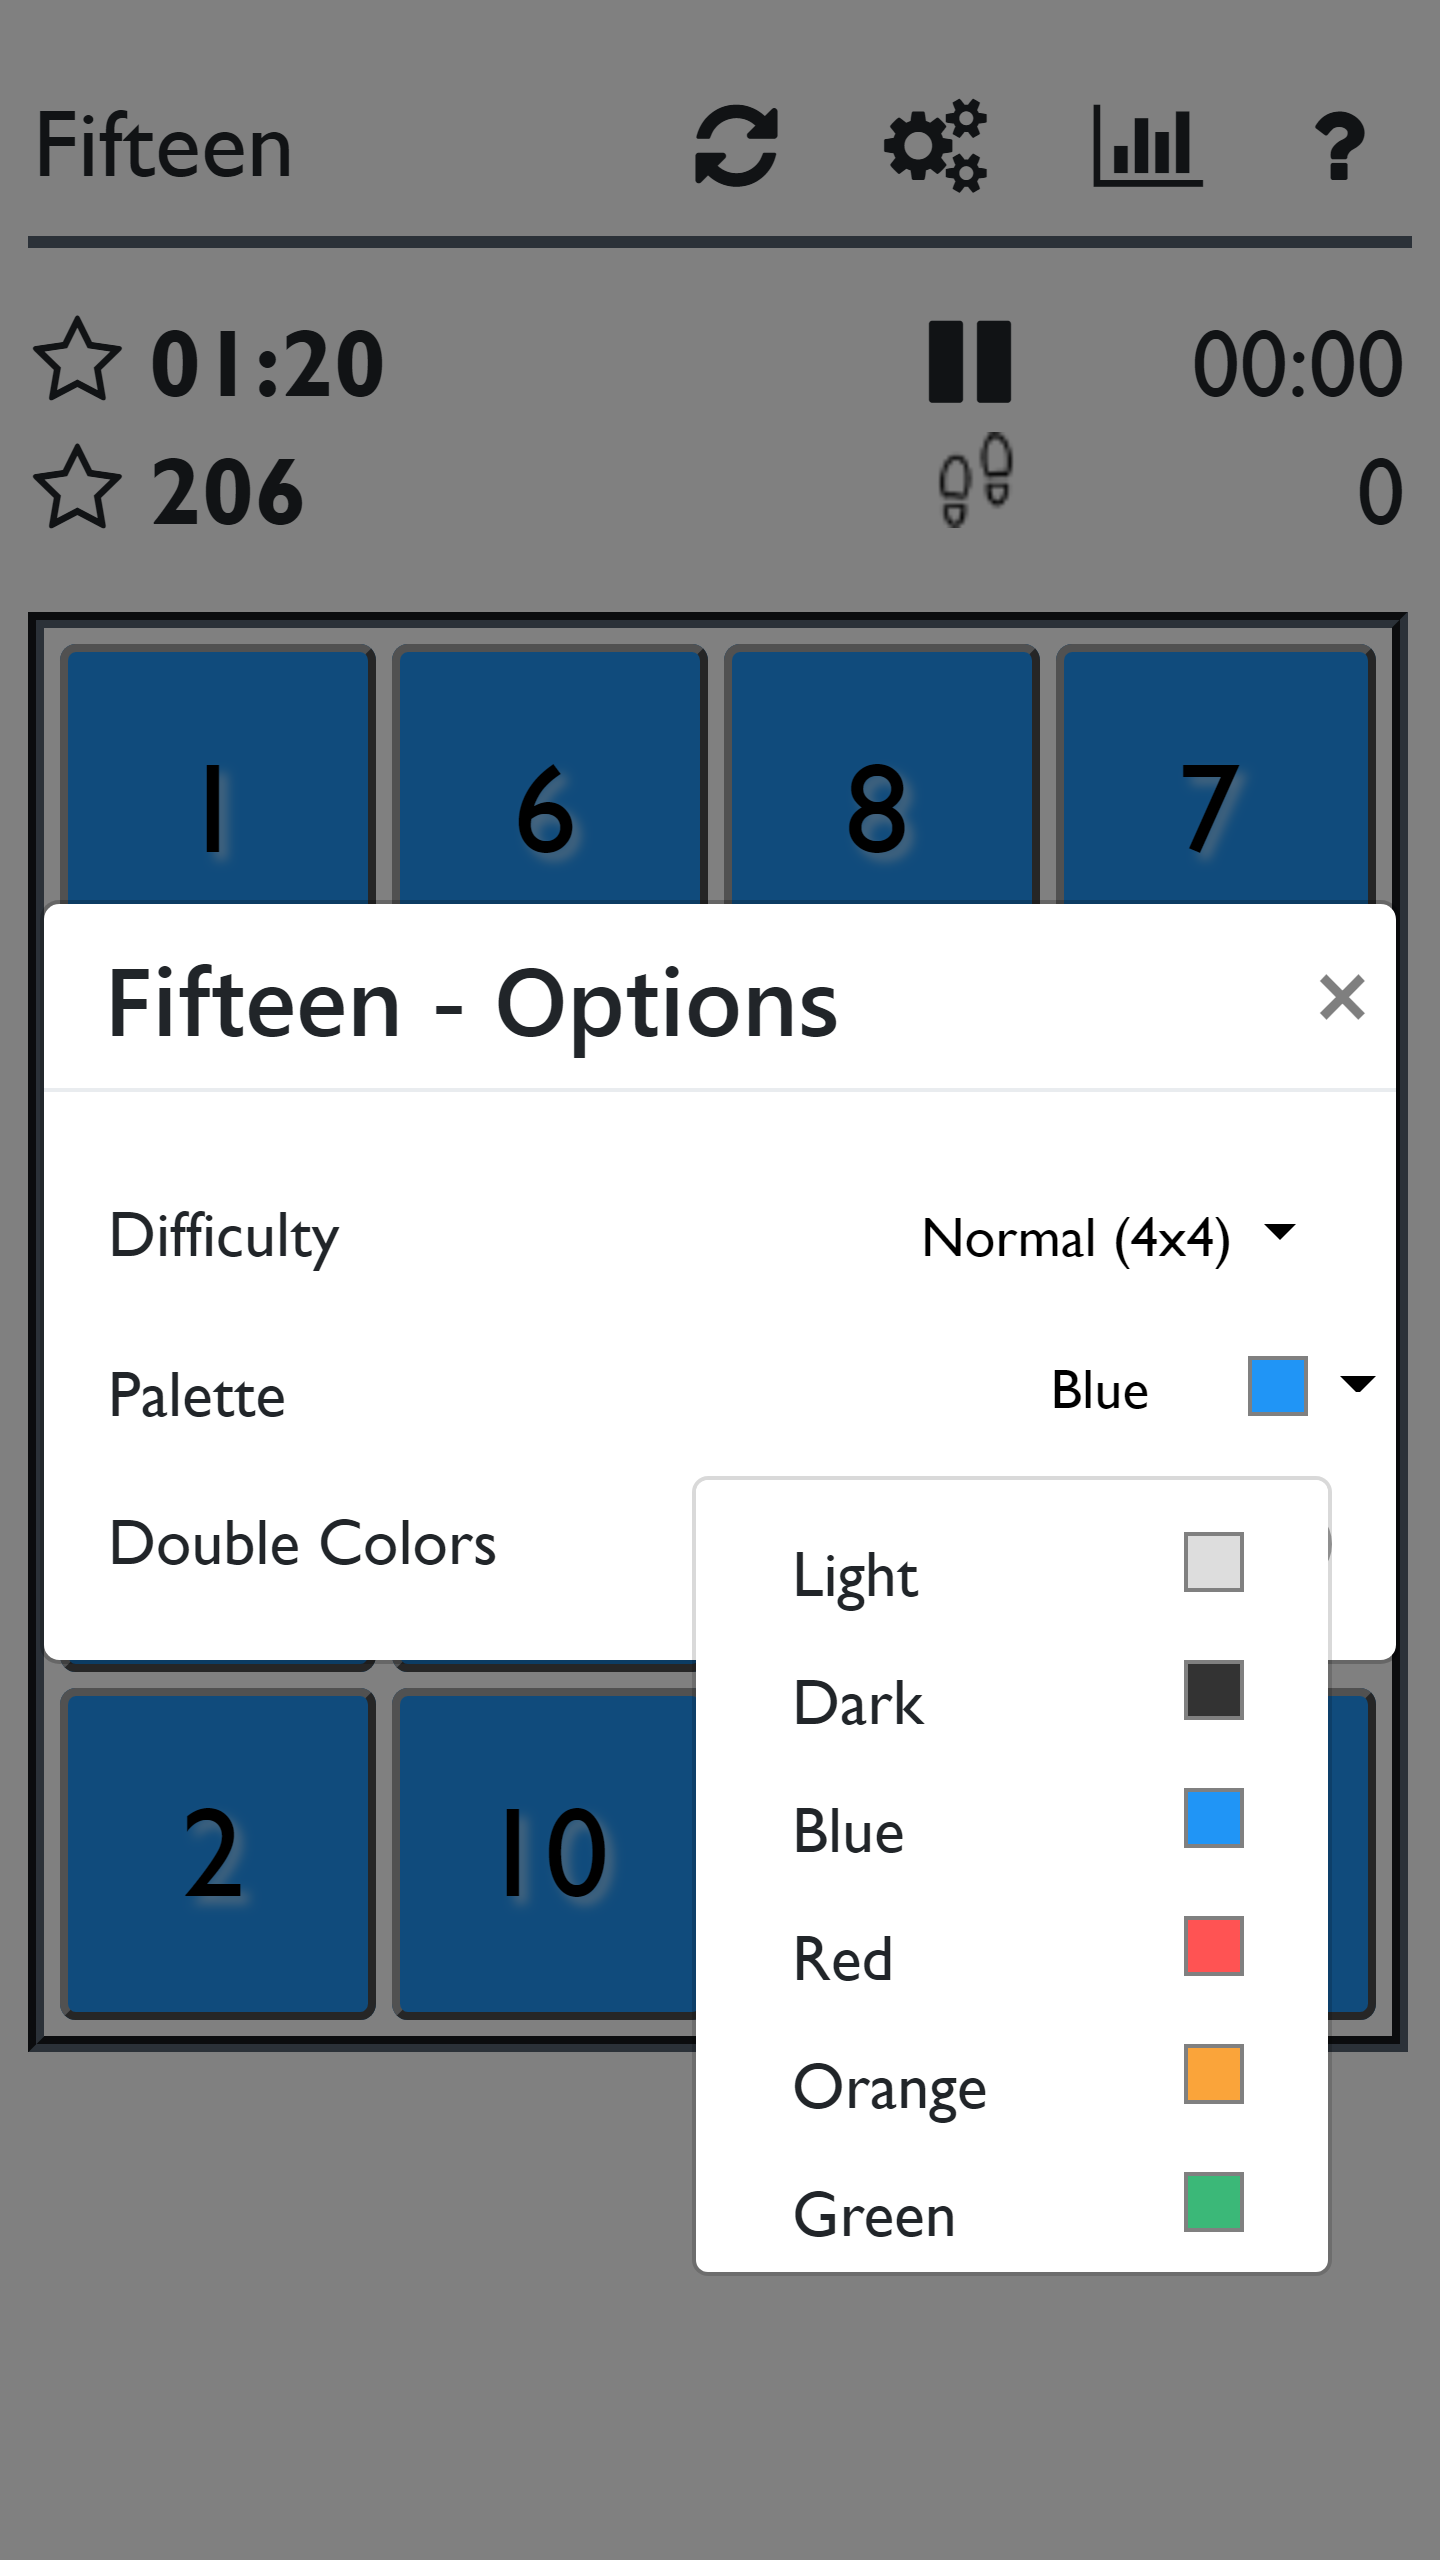 Fifteen
01:20 00:00
206 0
1 6 8 7
Fifteen - Options
Difficulty Normal (4x4)
Palette Blue
Double Colors
Light
Dark
Blue
Red
Orange
Green
2 10